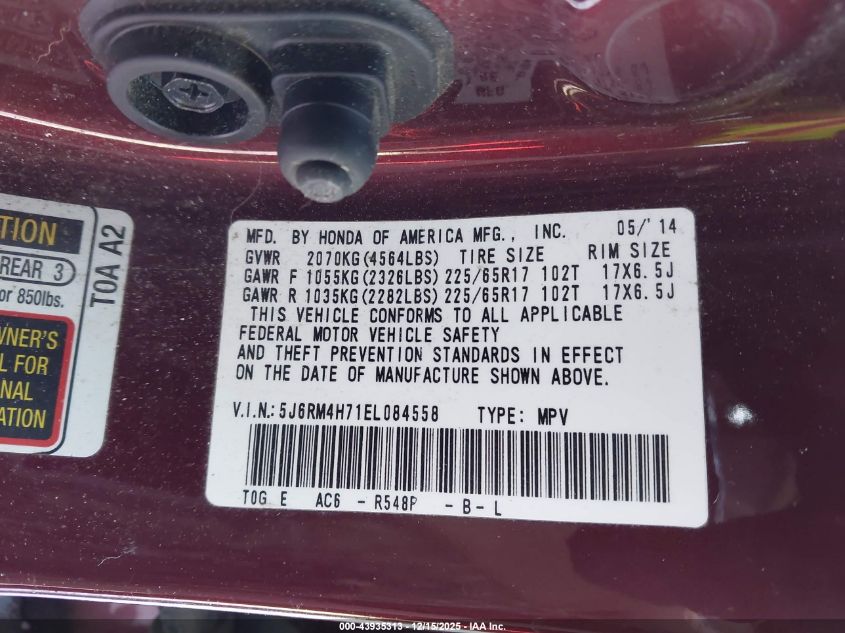 MFD. BY HONDA OF AMERICA MFG., INC. 05/'14
GVWR 2070KG(4564LBS) TIRE SIZE RIM SIZE
GAWR F 1055KG(2326LBS) 225/65R17 102T 17X6.5J
GAWR R 1035KG(2282LBS) 225/65R17 102T 17X6.5J
THIS VEHICLE CONFORMS TO ALL APPLICABLE
FEDERAL MOTOR VEHICLE SAFETY
AND THEFT PREVENTION STANDARDS IN EFFECT
ON THE DATE OF MANUFACTURE SHOWN ABOVE.
V.I.N.: 5J6RM4H71EL084558 TYPE: MPV
T0G E AC6 - R548P - B - L
TION
REAR 3
or 850lbs.
T0A A2
WNER'S
L FOR
NAL
ATION
000-43935313 - 12/15/2025 - IAA Inc.